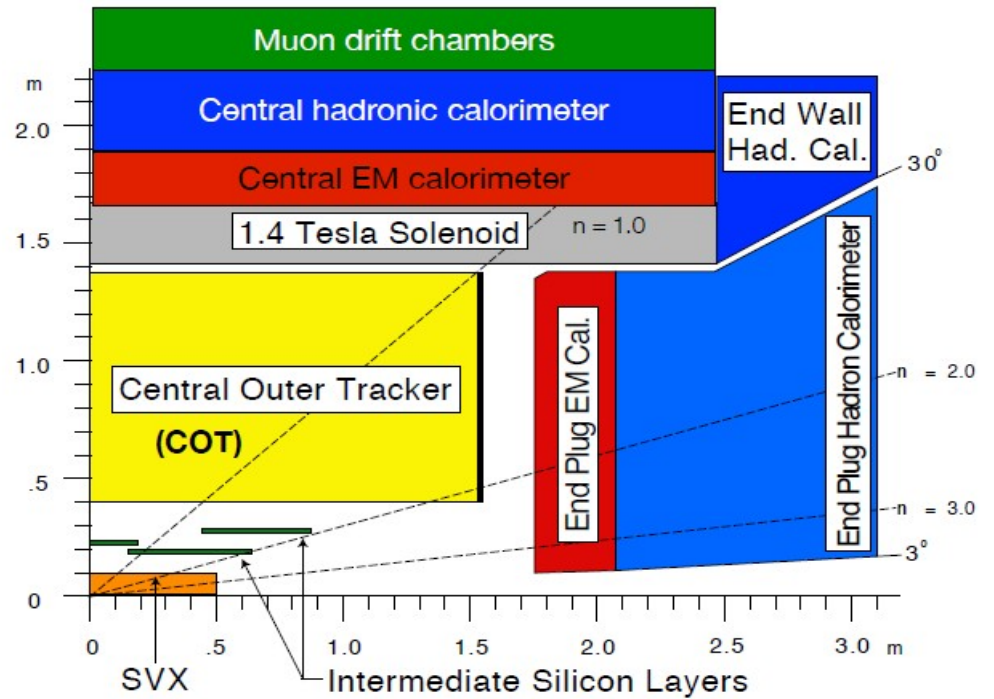 Muon drift chambers
m
2.0
Central hadronic calorimeter
End Wall
Had. Cal.
30°
Central EM calorimeter
1.4 Tesla Solenoid
n = 1.0
1.5
1.0
Central Outer Tracker
(COT)
End Plug EM Cal.
End Plug Hadron Calorimeter
n = 2.0
.5
n = 3.0
3°
0
0
.5
1.0
1.5
2.0
2.5
3.0
m
SVX
Intermediate Silicon Layers